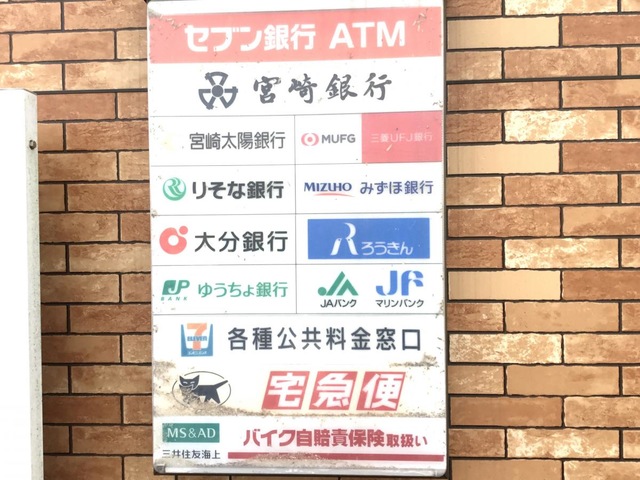 セブン銀行 ATM
宮崎銀行
宮崎太陽銀行
MUFG 三菱UFJ銀行
りそな銀行
MIZUHO みずほ銀行
大分銀行
R ろうきん
JP BANK ゆうちょ銀行
JA JAバンク
JF マリンバンク
7 ELEVEN 各種公共料金窓口
宅急便
MS&AD
三井住友海上
バイク自賠責保険取扱い